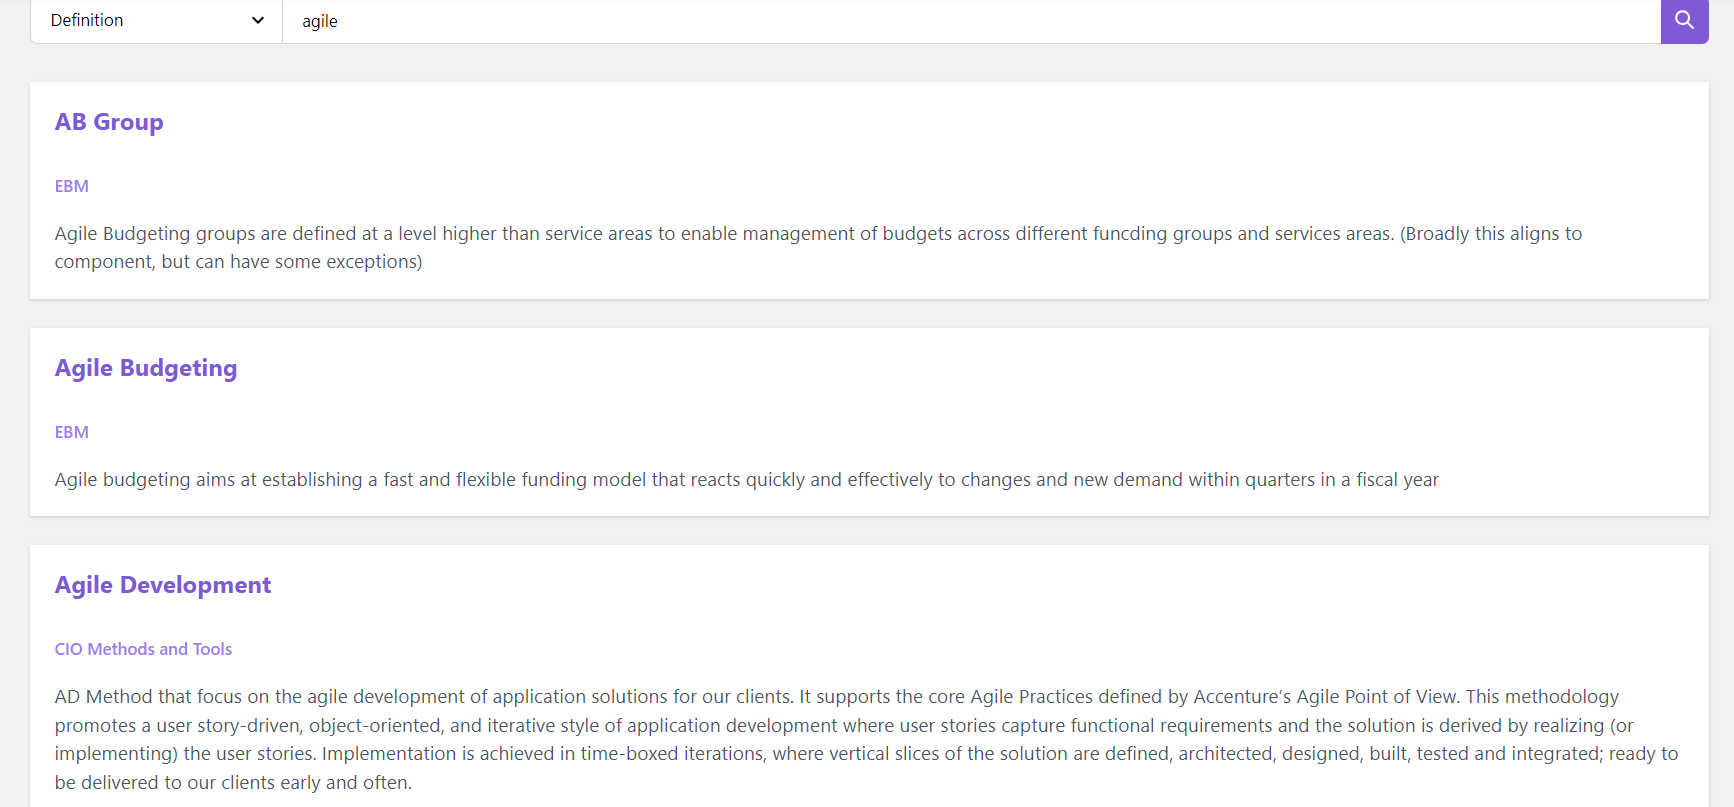 Definition
agile
AB Group
EBM
Agile Budgeting groups are defined at a level higher than service areas to enable management of budgets across different funcding groups and services areas. (Broadly this aligns to
component, but can have some exceptions)
Agile Budgeting
EBM
Agile budgeting aims at establishing a fast and flexible funding model that reacts quickly and effectively to changes and new demand within quarters in a fiscal year
Agile Development
CIO Methods and Tools
AD Method that focus on the agile development of application solutions for our clients. It supports the core Agile Practices defined by Accenture's Agile Point of View. This methodology
promotes a user story-driven, object-oriented, and iterative style of application development where user stories capture functional requirements and the solution is derived by realizing (or
implementing) the user stories. Implementation is achieved in time-boxed iterations, where vertical slices of the solution are defined, architected, designed, built, tested and integrated; ready to
be delivered to our clients early and often.